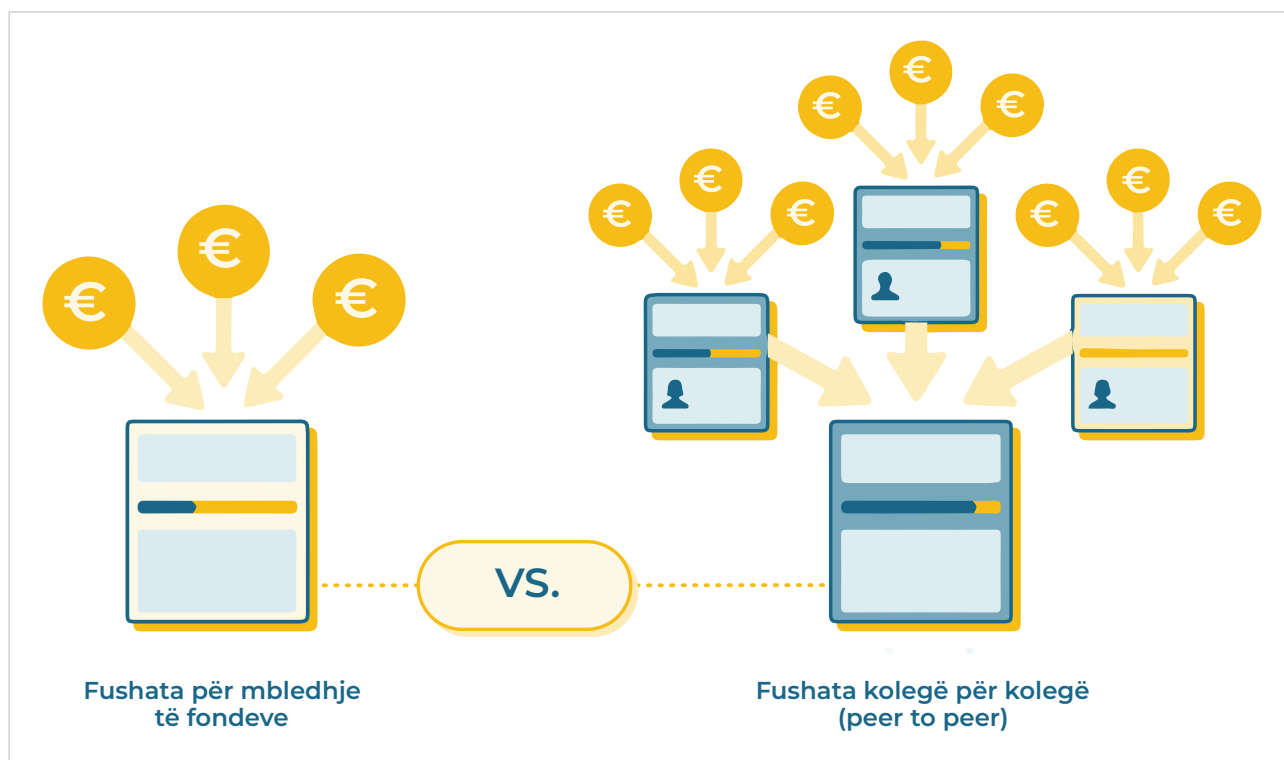 €
€
€
€
€
€
€
€
€
€
€
€
VS.
Fushata për mbledhje
të fondeve
Fushata kolegë për kolegë
(peer to peer)